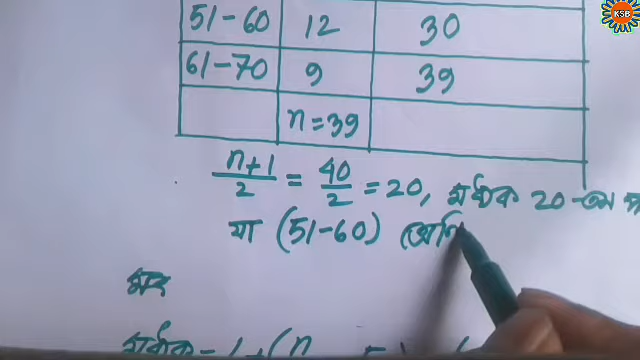 KSB
51-60 12 30
61-70 9 39
n=39
n+1/2 = 40/2 = 20, মধ্যক 20-তম
যা (51-60) শ্রেণি
মধ্যক =